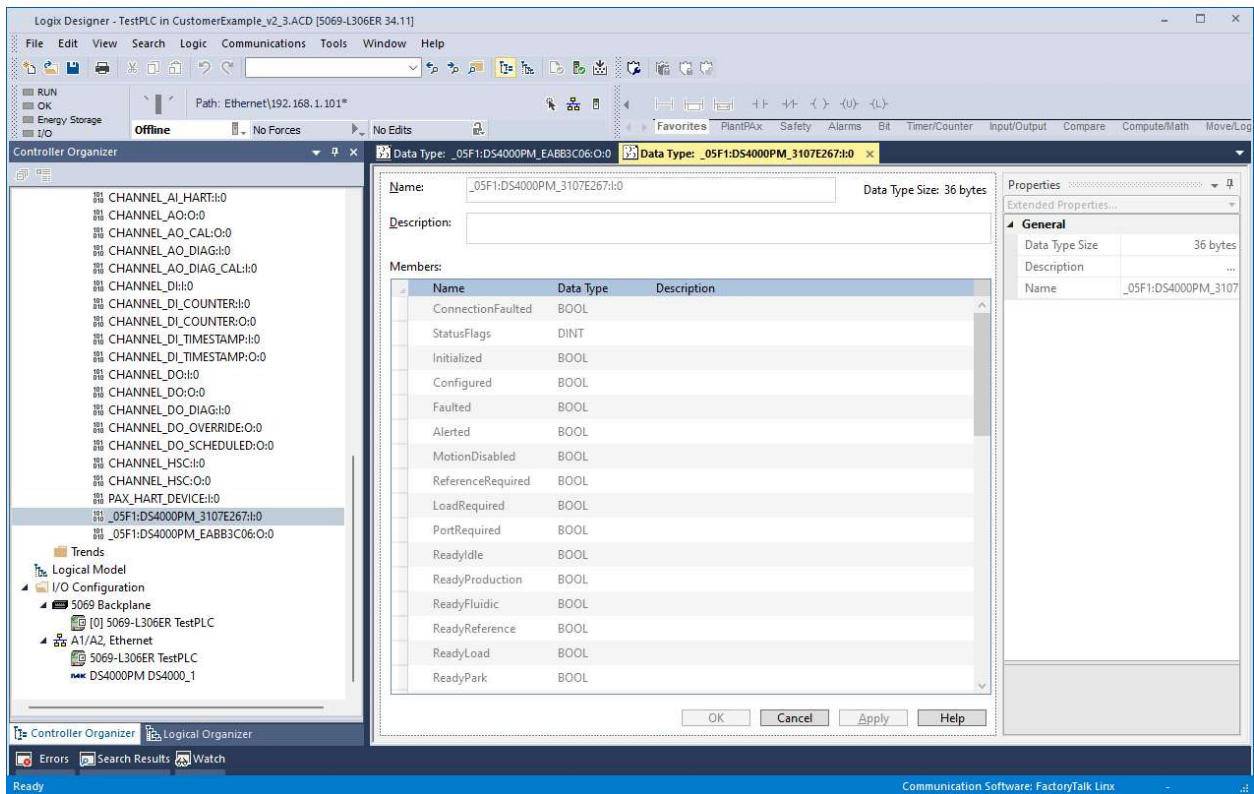 Logix Designer - TestPLC in CustomerExample_v2_3.ACD [5069-L306ER 34.11]
File Edit View Search Logic Communications Tools Window Help
RUN
OK
Energy Storage
I/O
Path: Ethernet\192.168.1.101*
Offline
No Forces
No Edits
Favorites PlantPAx Safety Alarms Bit Timer/Counter Input/Output Compare Compute/Math Move/Log
Controller Organizer
CHANNEL_AI_HART:I:0
CHANNEL_AO:O:0
CHANNEL_AO_CAL:O:0
CHANNEL_AO_DIAG:I:0
CHANNEL_AO_DIAG_CAL:I:0
CHANNEL_DI:I:0
CHANNEL_DI_COUNTER:I:0
CHANNEL_DI_COUNTER:O:0
CHANNEL_DI_TIMESTAMP:I:0
CHANNEL_DI_TIMESTAMP:O:0
CHANNEL_DO:I:0
CHANNEL_DO:O:0
CHANNEL_DO_DIAG:I:0
CHANNEL_DO_OVERRIDE:O:0
CHANNEL_DO_SCHEDULED:O:0
CHANNEL_HSC:I:0
CHANNEL_HSC:O:0
PAX_HART_DEVICE:I:0
_05F1:DS4000PM_3107E267:I:0
_05F1:DS4000PM_EABB3C06:O:0
Trends
Logical Model
I/O Configuration
5069 Backplane
[0] 5069-L306ER TestPLC
A1/A2, Ethernet
5069-L306ER TestPLC
DS4000PM DS4000_1
Controller Organizer Logical Organizer
Data Type: _05F1:DS4000PM_EABB3C06:O:0 Data Type: _05F1:DS4000PM_3107E267:I:0
Name: _05F1:DS4000PM_3107E267:I:0 Data Type Size: 36 bytes
Description:
Members:
Name Data Type Description
ConnectionFaulted BOOL
StatusFlags DINT
Initialized BOOL
Configured BOOL
Faulted BOOL
Alerted BOOL
MotionDisabled BOOL
ReferenceRequired BOOL
LoadRequired BOOL
PortRequired BOOL
ReadyIdle BOOL
ReadyProduction BOOL
ReadyFluidic BOOL
ReadyReference BOOL
ReadyLoad BOOL
ReadyPark BOOL
OK Cancel Apply Help
Properties
Extended Properties...
General
Data Type Size 36 bytes
Description ...
Name _05F1:DS4000PM_3107
Errors Search Results Watch
Ready
Communication Software: FactoryTalk Linx